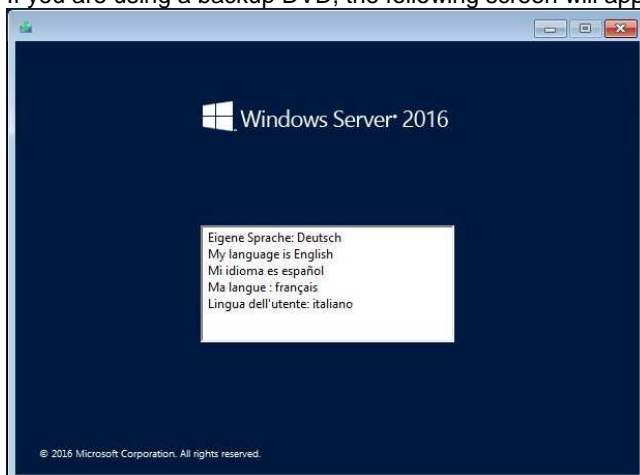 If you are using a backup DVD, the following screen will app
Windows Server 2016
Eigene Sprache: Deutsch
My language is English
Mi idioma es español
Ma langue : français
Lingua dell'utente: italiano
© 2016 Microsoft Corporation. All rights reserved.